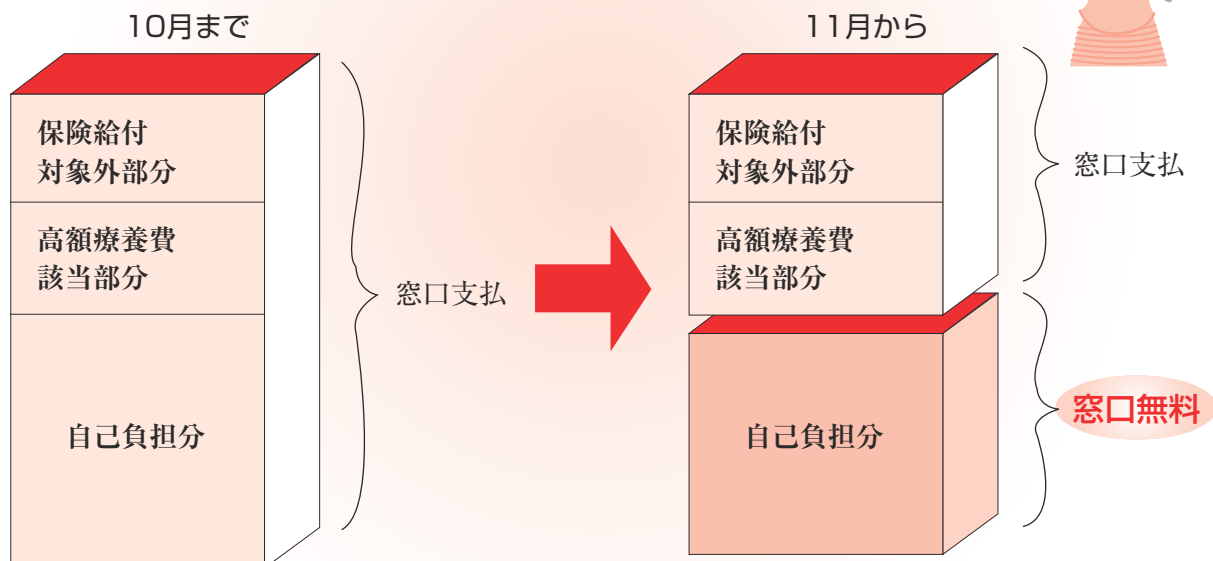 10月まで
保険給付
対象外部分
高額療養費
該当部分
自己負担分
窓口支払
11月から
保険給付
対象外部分
高額療養費
該当部分
自己負担分
窓口支払
窓口無料